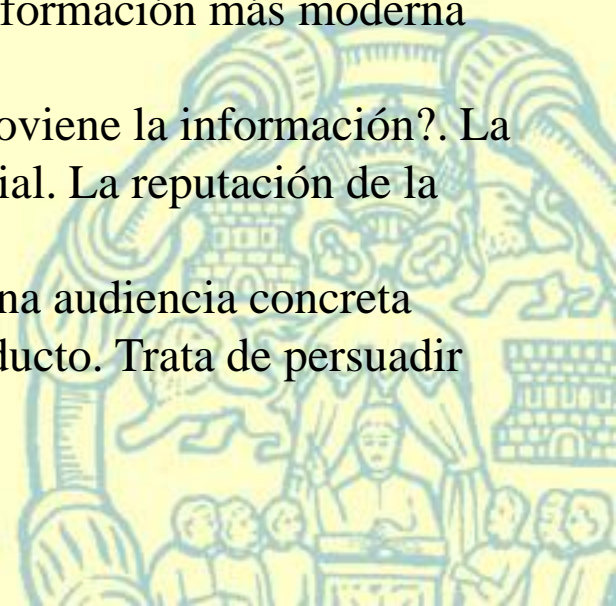 formación más moderna
oviene la información?. La
ial. La reputación de la
na audiencia concreta
ducto. Trata de persuadir